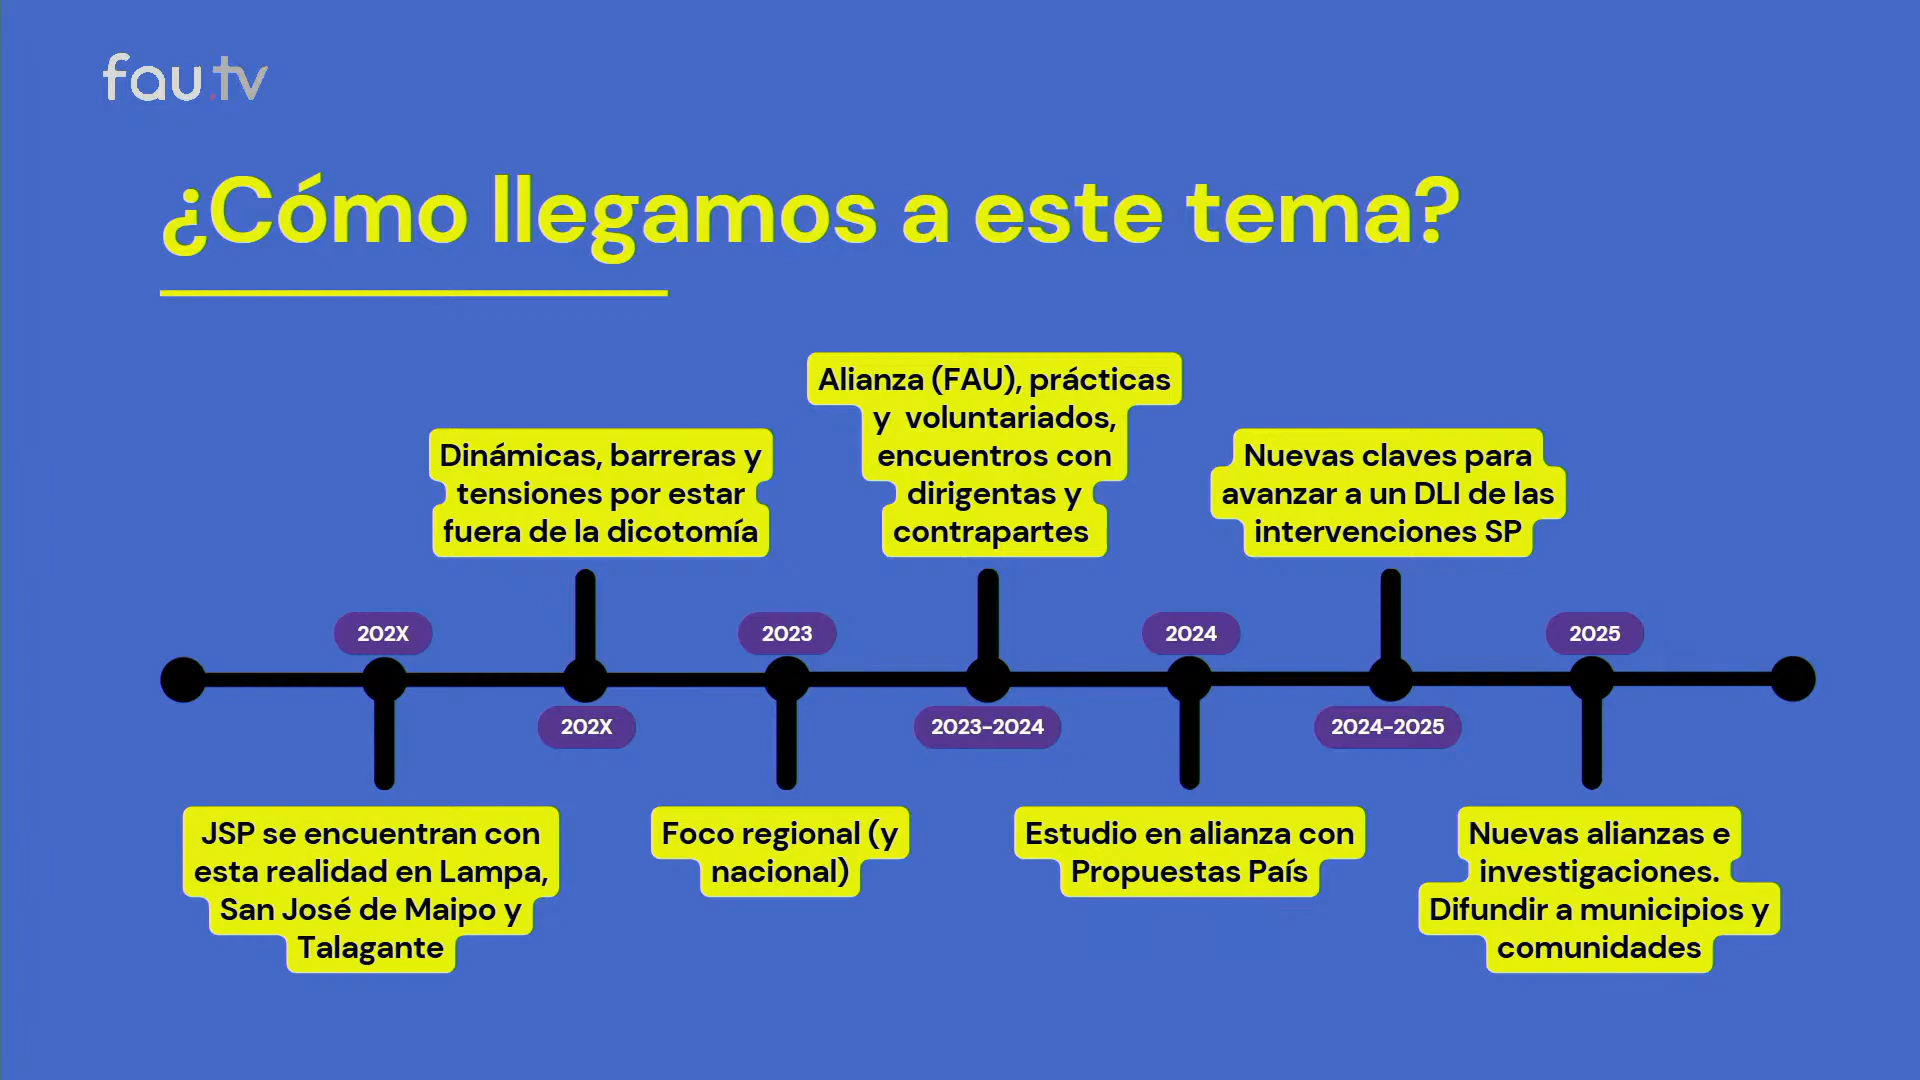 fau.tv
¿Cómo llegamos a este tema?
Dinámicas, barreras y
tensiones por estar
fuera de la dicotomía
Alianza (FAU), prácticas
y voluntariados,
encuentros con
dirigentas y
contrapartes
Nuevas claves para
avanzar a un DLI de las
intervenciones SP
202X
2023
2024
2025
202X
2023-2024
2024-2025
JSP se encuentran con
esta realidad en Lampa,
San José de Maipo y
Talagante
Foco regional (y
nacional)
Estudio en alianza con
Propuestas País
Nuevas alianzas e
investigaciones.
Difundir a municipios y
comunidades